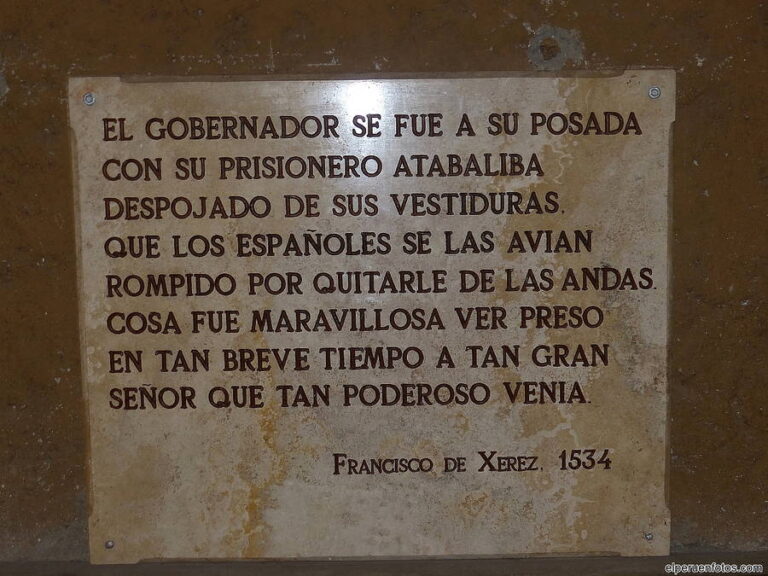 EL GOBERNADOR SE FUE A SU POSADA
CON SU PRISIONERO ATABALIBA
DESPOJADO DE SUS VESTIDURAS.
QUE LOS ESPAÑOLES SE LAS AVIAN
ROMPIDO POR QUITARLE DE LAS ANDAS.
COSA FUE MARAVILLOSA VER PRESO
EN TAN BREVE TIEMPO A TAN GRAN
SEÑOR QUE TAN PODEROSO VENIA.
FRANCISCO DE XEREZ, 1534
elperuenfotos.com